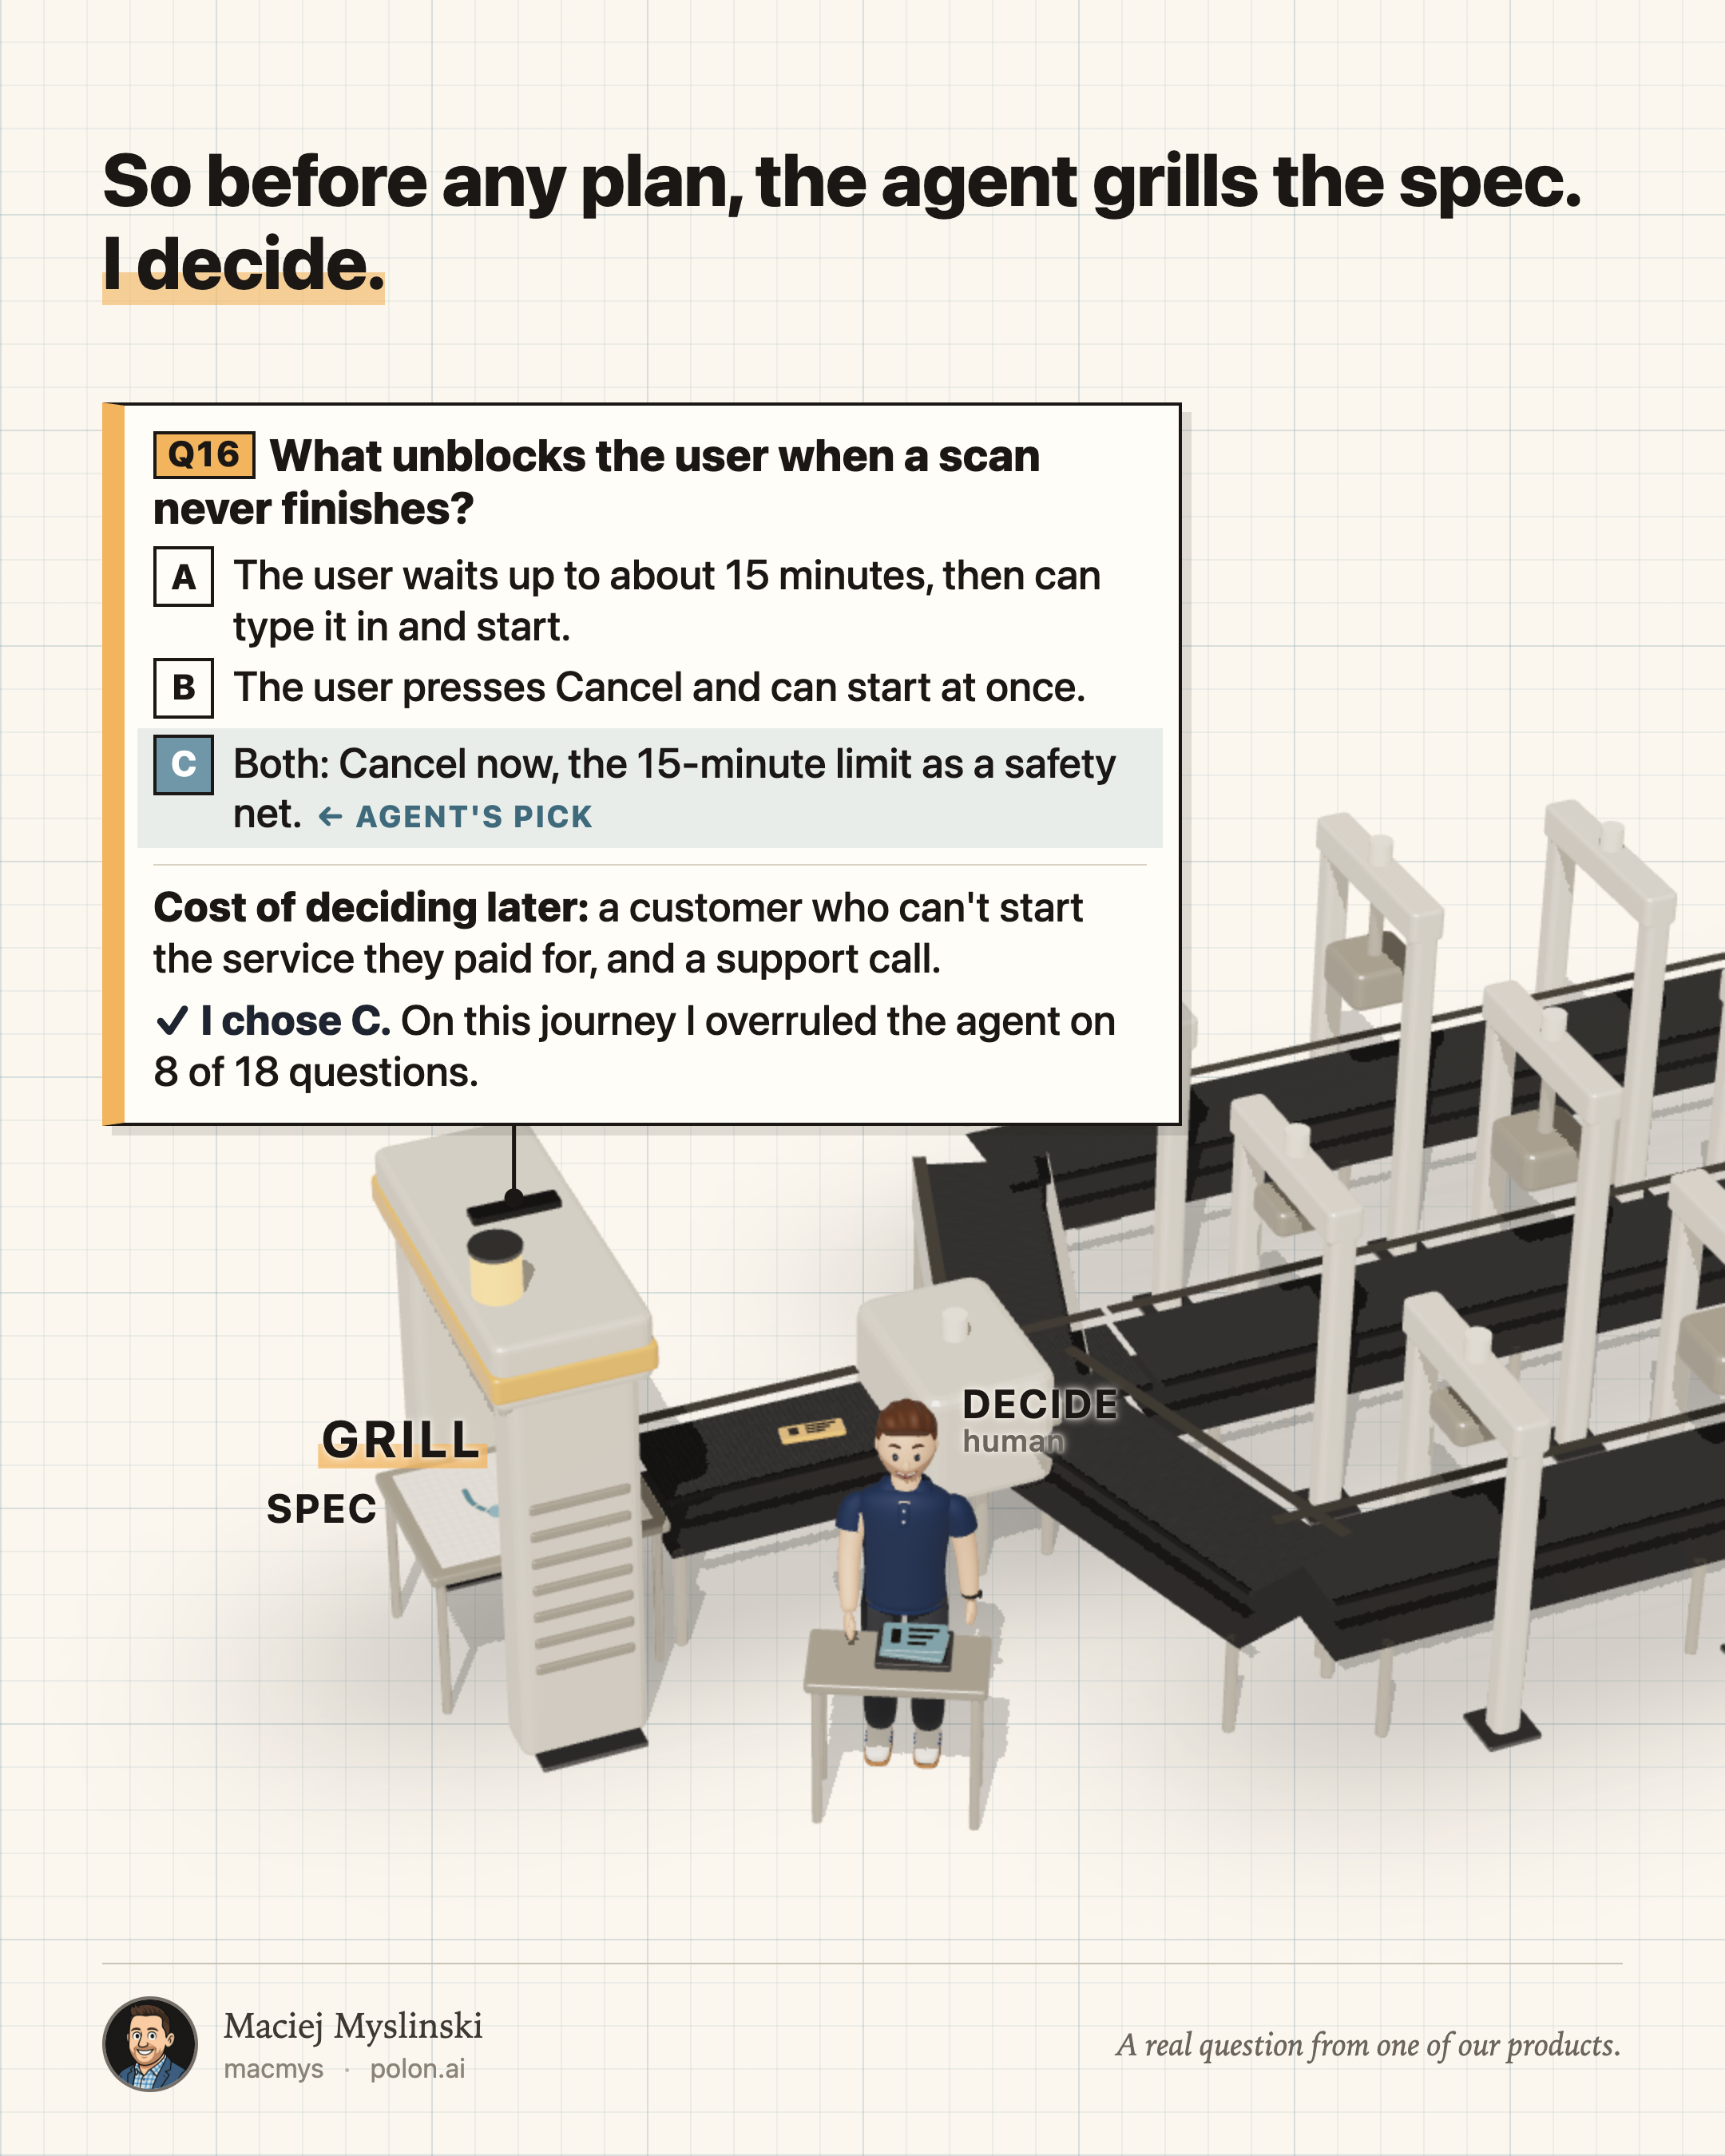 So before any plan, the agent grills the spec.
I decide.
Q16 What unblocks the user when a scan
never finishes?
A The user waits up to about 15 minutes, then can
type it in and start.
B The user presses Cancel and can start at once.
C Both: Cancel now, the 15-minute limit as a safety
net. ← AGENT'S PICK
Cost of deciding later: a customer who can't start
the service they paid for, and a support call.
✓ I chose C. On this journey I overruled the agent on
8 of 18 questions.
DECIDE
human
GRILL
SPEC
Maciej Myslinski
macmys · polon.ai
A real question from one of our products.